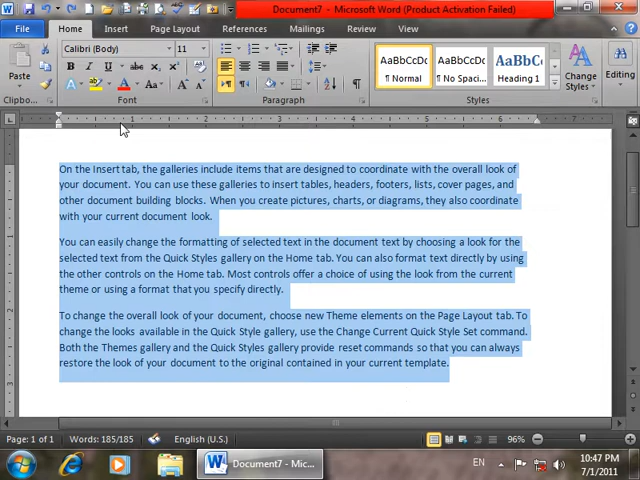 Document7 - Microsoft Word (Product Activation Failed)
File Home Insert Page Layout References Mailings Review View
Calibri (Body) 11
Paste
B I U abc x₂ x²
AaBbCcDc AaBbCcDc AaBbCc
¶ Normal ¶ No Spaci... Heading 1
Change Styles
Editing
Clipboa... Font Paragraph Styles
1 2 3 4 5 6 7
On the Insert tab, the galleries include items that are designed to coordinate with the overall look of
your document. You can use these galleries to insert tables, headers, footers, lists, cover pages, and
other document building blocks. When you create pictures, charts, or diagrams, they also coordinate
with your current document look.
You can easily change the formatting of selected text in the document text by choosing a look for the
selected text from the Quick Styles gallery on the Home tab. You can also format text directly by using
the other controls on the Home tab. Most controls offer a choice of using the look from the current
theme or using a format that you specify directly.
To change the overall look of your document, choose new Theme elements on the Page Layout tab. To
change the looks available in the Quick Style gallery, use the Change Current Quick Style Set command.
Both the Themes gallery and the Quick Styles gallery provide reset commands so that you can always
restore the look of your document to the original contained in your current template.
Page: 1 of 1 Words: 185/185 English (U.S.) 96%
Document7 - Mic... EN 10:47 PM
7/1/2011